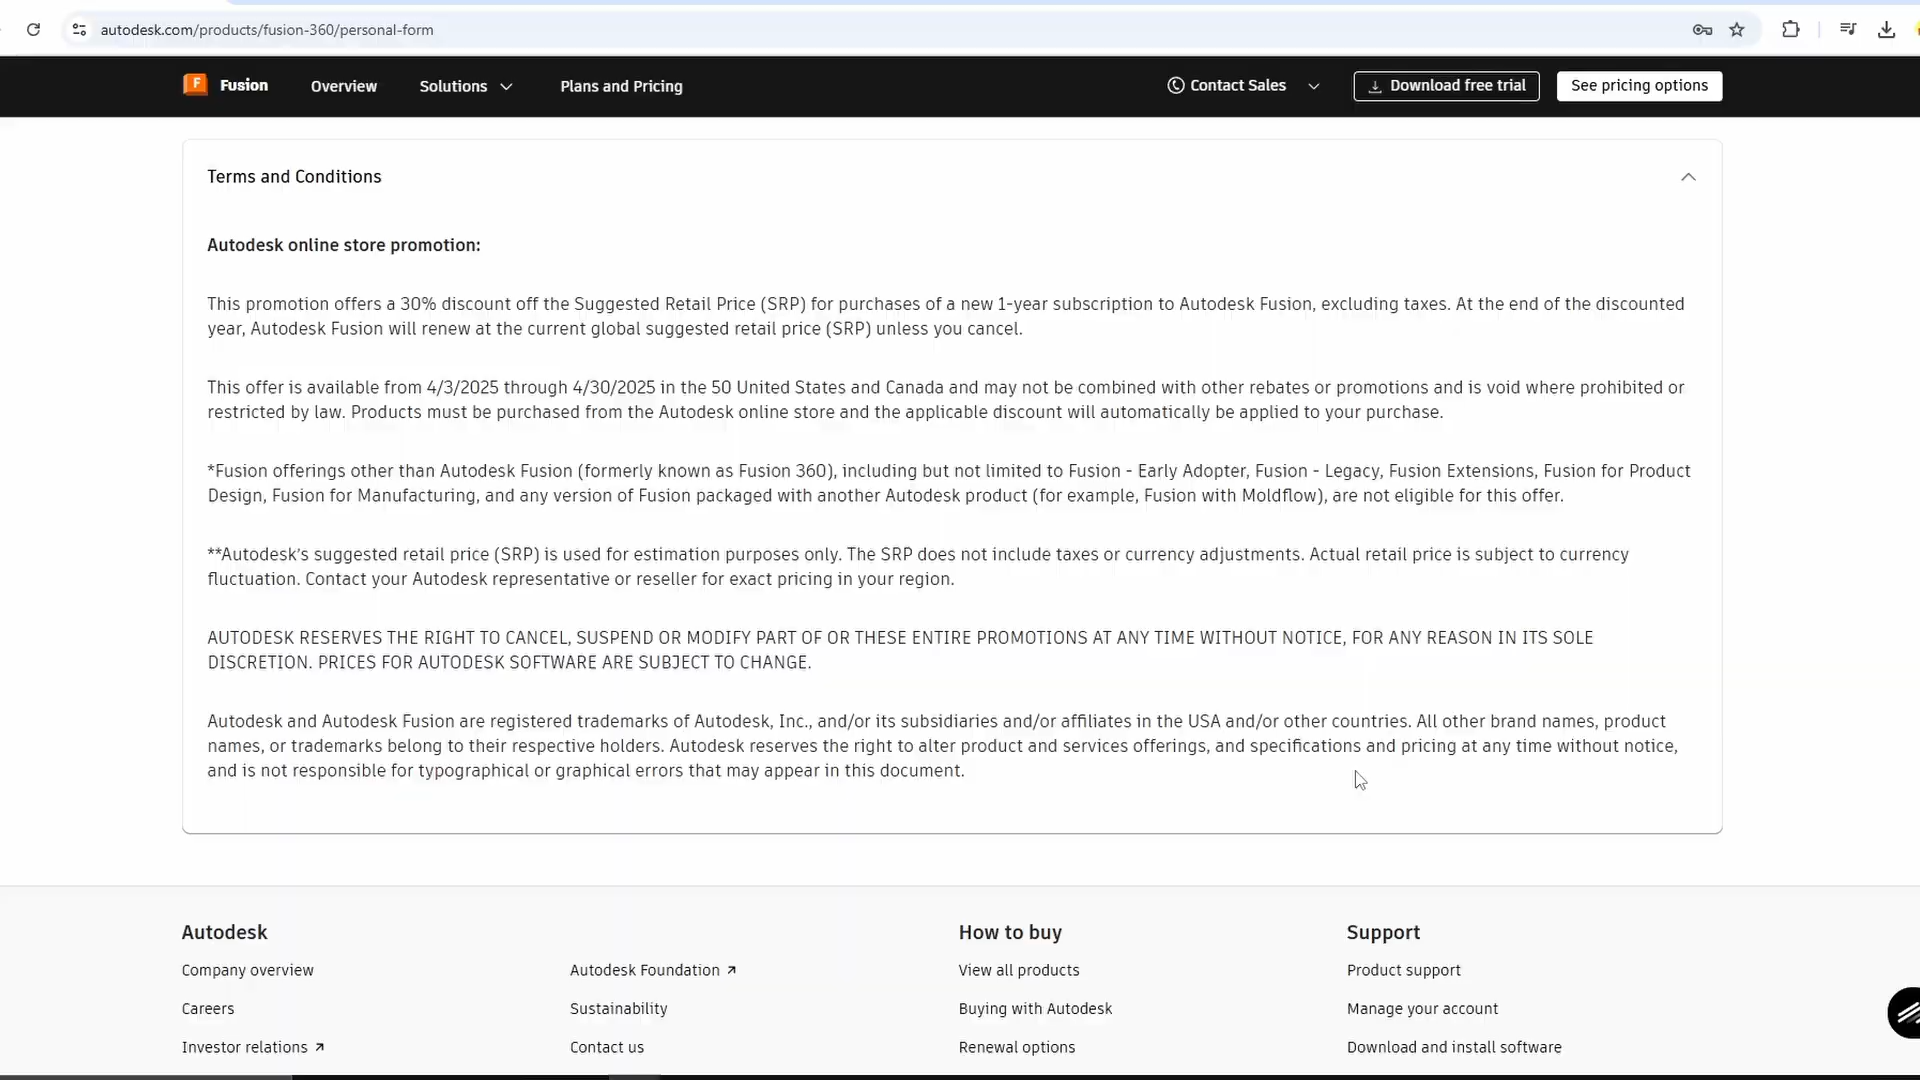 autodesk.com/products/fusion-360/personal-form
Fusion
Overview
Solutions
Plans and Pricing
Contact Sales
Download free trial
See pricing options
Terms and Conditions
Autodesk online store promotion:
This promotion offers a 30% discount off the Suggested Retail Price (SRP) for purchases of a new 1-year subscription to Autodesk Fusion, excluding taxes. At the end of the discounted
year, Autodesk Fusion will renew at the current global suggested retail price (SRP) unless you cancel.
This offer is available from 4/3/2025 through 4/30/2025 in the 50 United States and Canada and may not be combined with other rebates or promotions and is void where prohibited or
restricted by law. Products must be purchased from the Autodesk online store and the applicable discount will automatically be applied to your purchase.
*Fusion offerings other than Autodesk Fusion (formerly known as Fusion 360), including but not limited to Fusion - Early Adopter, Fusion - Legacy, Fusion Extensions, Fusion for Product
Design, Fusion for Manufacturing, and any version of Fusion packaged with another Autodesk product (for example, Fusion with Moldflow), are not eligible for this offer.
**Autodesk's suggested retail price (SRP) is used for estimation purposes only. The SRP does not include taxes or currency adjustments. Actual retail price is subject to currency
fluctuation. Contact your Autodesk representative or reseller for exact pricing in your region.
AUTODESK RESERVES THE RIGHT TO CANCEL, SUSPEND OR MODIFY PART OF OR THESE ENTIRE PROMOTIONS AT ANY TIME WITHOUT NOTICE, FOR ANY REASON IN ITS SOLE
DISCRETION. PRICES FOR AUTODESK SOFTWARE ARE SUBJECT TO CHANGE.
Autodesk and Autodesk Fusion are registered trademarks of Autodesk, Inc., and/or its subsidiaries and/or affiliates in the USA and/or other countries. All other brand names, product
names, or trademarks belong to their respective holders. Autodesk reserves the right to alter product and services offerings, and specifications and pricing at any time without notice,
and is not responsible for typographical or graphical errors that may appear in this document.
Autodesk
How to buy
Support
Company overview
Autodesk Foundation
View all products
Product support
Careers
Sustainability
Buying with Autodesk
Manage your account
Investor relations
Contact us
Renewal options
Download and install software